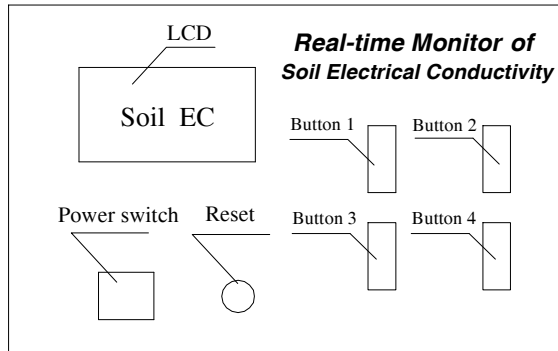 LCD
Real-time Monitor of
Soil Electrical Conductivity
Soil EC
Button 1
Button 2
Power switch
Reset
Button 3
Button 4